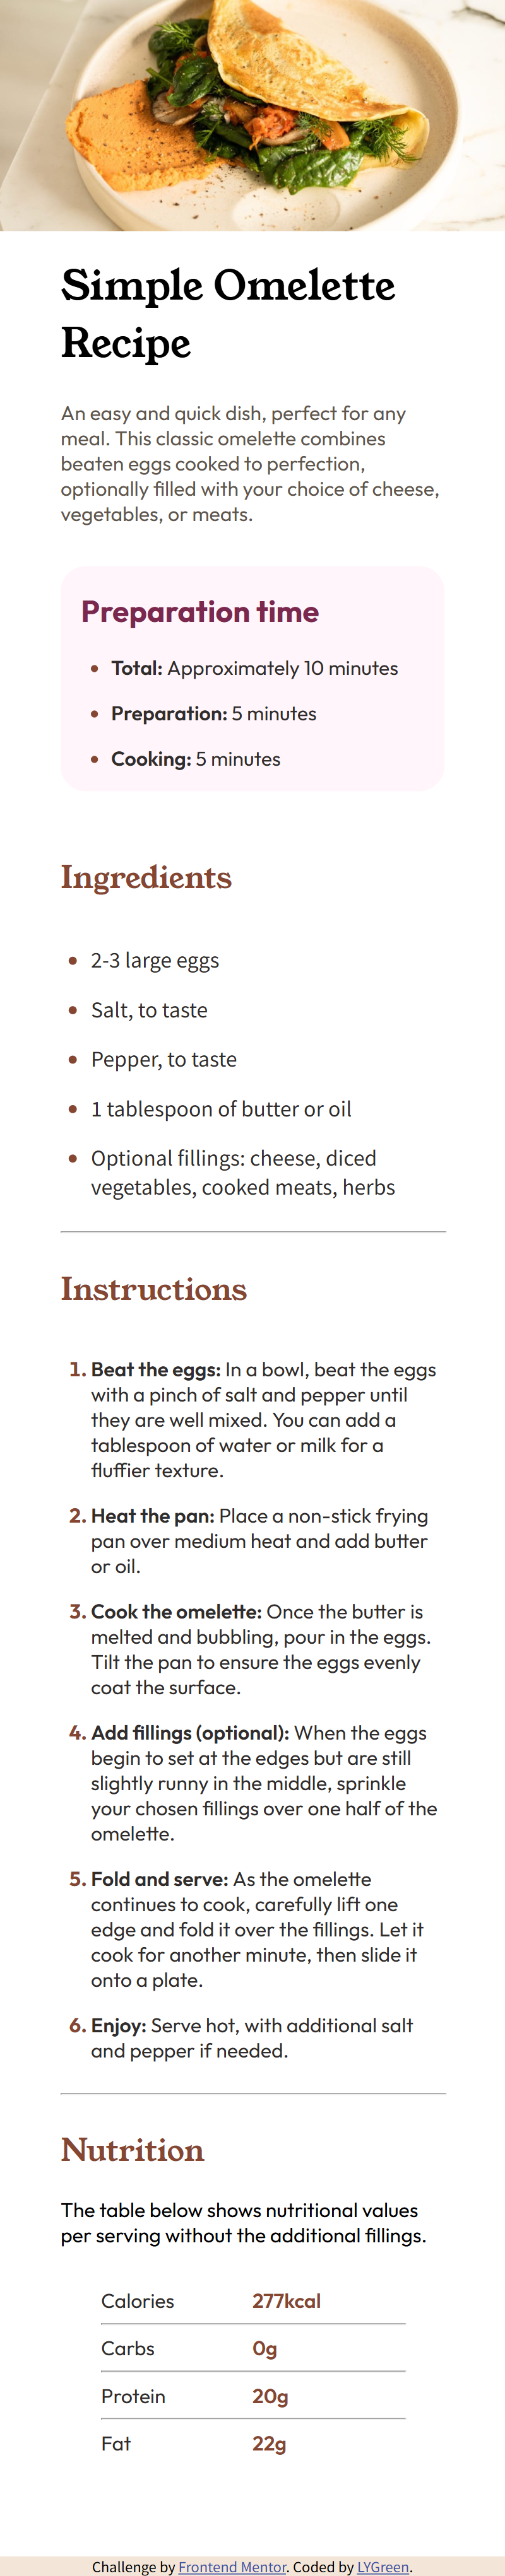 Simple Omelette
Recipe
An easy and quick dish, perfect for any
meal. This classic omelette combines
beaten eggs cooked to perfection,
optionally filled with your choice of cheese,
vegetables, or meats.
Preparation time
• Total: Approximately 10 minutes
• Preparation: 5 minutes
• Cooking: 5 minutes
Ingredients
• 2-3 large eggs
• Salt, to taste
• Pepper, to taste
• 1 tablespoon of butter or oil
• Optional fillings: cheese, diced
vegetables, cooked meats, herbs
Instructions
1. Beat the eggs: In a bowl, beat the eggs
with a pinch of salt and pepper until
they are well mixed. You can add a
tablespoon of water or milk for a
fluffier texture.
2. Heat the pan: Place a non-stick frying
pan over medium heat and add butter
or oil.
3. Cook the omelette: Once the butter is
melted and bubbling, pour in the eggs.
Tilt the pan to ensure the eggs evenly
coat the surface.
4. Add fillings (optional): When the eggs
begin to set at the edges but are still
slightly runny in the middle, sprinkle
your chosen fillings over one half of the
omelette.
5. Fold and serve: As the omelette
continues to cook, carefully lift one
edge and fold it over the fillings. Let it
cook for another minute, then slide it
onto a plate.
6. Enjoy: Serve hot, with additional salt
and pepper if needed.
Nutrition
The table below shows nutritional values
per serving without the additional fillings.
Calories 277kcal
Carbs 0g
Protein 20g
Fat 22g
Challenge by Frontend Mentor. Coded by LYGreen.